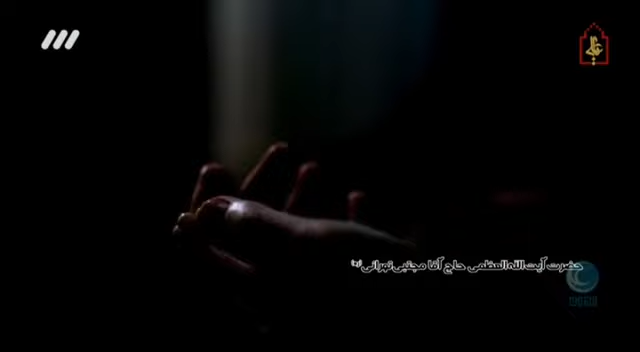 حضرت آیت الله العظمی حاج آقا مجتبی تهرانی (ره)